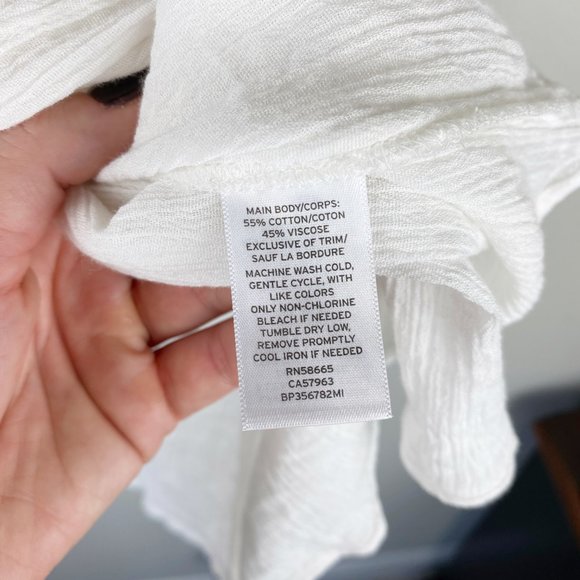 MAIN BODY/CORPS:
55% COTTON/COTON
45% VISCOSE
EXCLUSIVE OF TRIM/
SAUF LA BORDURE
MACHINE WASH COLD,
GENTLE CYCLE, WITH
LIKE COLORS
ONLY NON-CHLORINE
BLEACH IF NEEDED
TUMBLE DRY LOW,
REMOVE PROMPTLY
COOL IRON IF NEEDED
RN58665
CA57963
BP356782MI